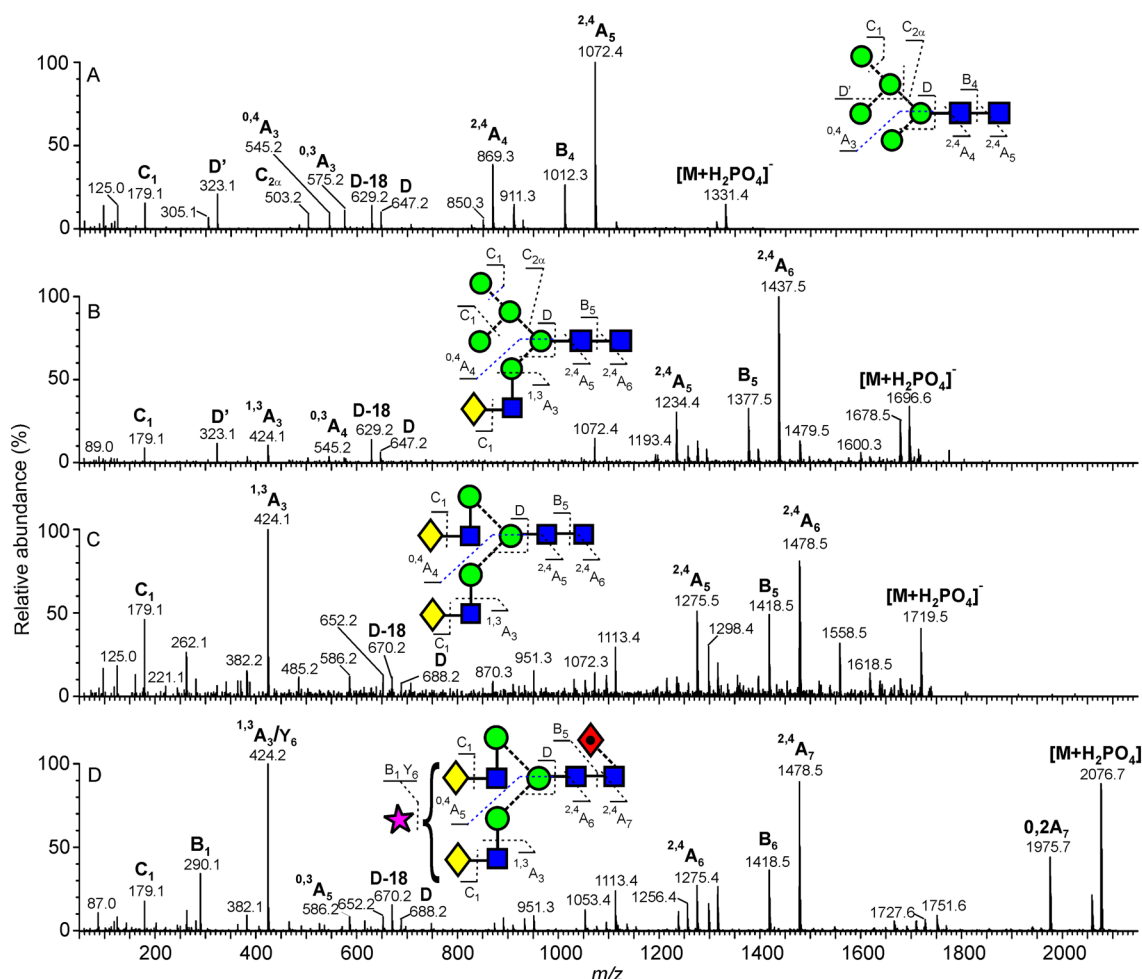 A
100
50
0
C1
179.1
125.0
D'
323.1
305.1
0,4A3
545.2
C2α
503.2
0,3A3
575.2
D-18
629.2
D
647.2
850.3
2,4A4
869.3
911.3
B4
1012.3
2,4A5
1072.4
[M+H2PO4]-
1331.4
C1
C2α
D'
D
B4
0,4A3
2,4A4
2,4A5
B
100
50
0
89.0
C1
179.1
D'
323.1
1,3A3
424.1
0,3A4
545.2
D-18
629.2
D
647.2
1072.4
1193.4
2,4A5
1234.4
B5
1377.5
2,4A6
1437.5
1479.5
1600.3
1678.5
[M+H2PO4]-
1696.6
C1
C2α
C1
D
B5
0,4A4
2,4A5
2,4A6
1,3A3
C1
Relative abundance (%)
C
100
50
0
125.0
C1
179.1
221.1
262.1
382.2
1,3A3
424.1
485.2
586.2
652.2
D-18
670.2
D
688.2
870.3
951.3
1072.3
1113.4
2,4A5
1275.5
1298.4
B5
1418.5
2,4A6
1478.5
1558.5
1618.5
[M+H2PO4]-
1719.5
C1
D
B5
0,4A4
2,4A5
2,4A6
1,3A3
C1
D
100
50
0
87.0
C1
179.1
B1
290.1
382.1
1,3A3/Y6
424.2
0,3A5
586.2
652.2
D-18
670.2
D
688.2
951.3
1053.4
1113.4
1256.4
2,4A6
1275.4
B6
1418.5
2,4A7
1478.5
1727.6
1751.6
0,2A7
1975.7
[M+H2PO4]
2076.7
B1 Y6
C1
D
B5
0,4A5
2,4A6
2,4A7
1,3A3
C1
200 400 600 800 1000 1200 1400 1600 1800 2000
m/z